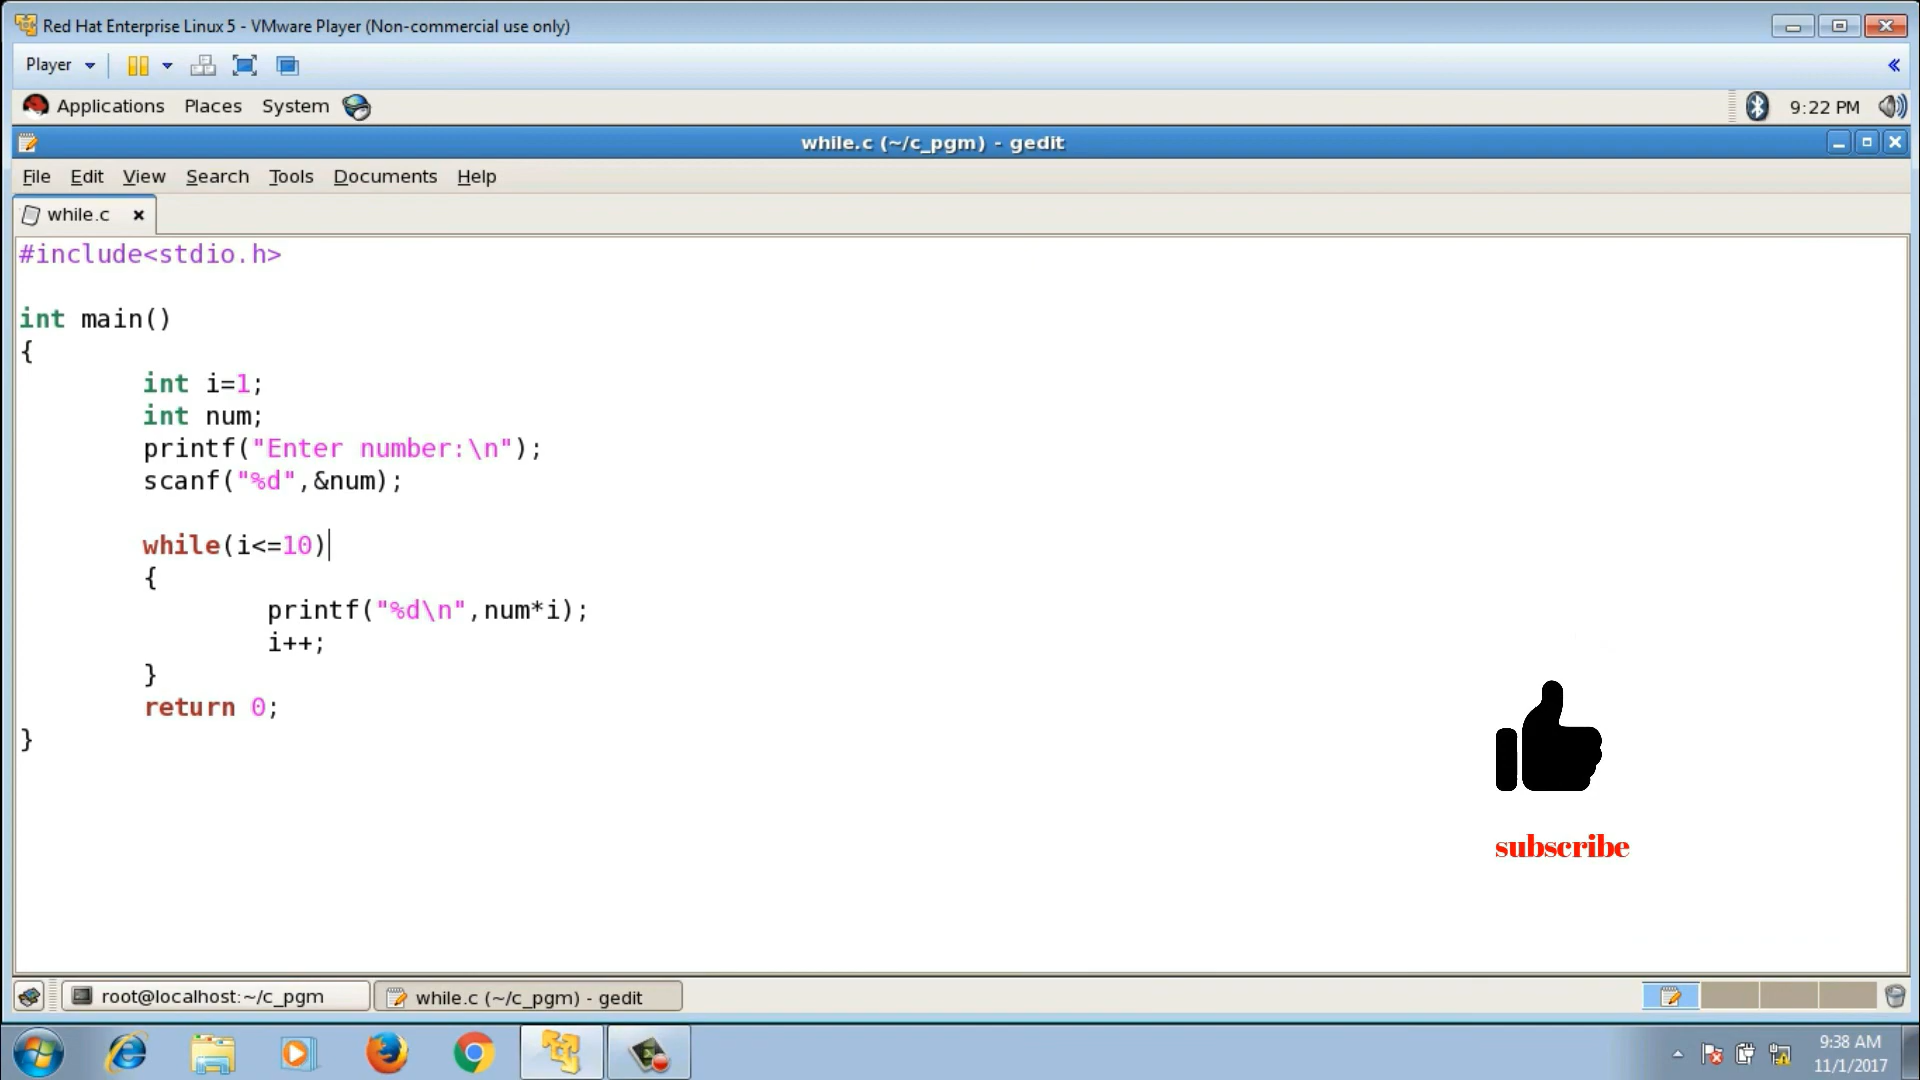 Red Hat Enterprise Linux 5 - VMware Player (Non-commercial use only)
Player
Applications Places System 9:22 PM
while.c (~/c_pgm) - gedit
File Edit View Search Tools Documents Help
while.c
#include<stdio.h>
int main()
{
int i=1;
int num;
printf("Enter number:\n");
scanf("%d",&num);
while(i<=10)
{
printf("%d\n",num*i);
i++;
}
return 0;
}
subscribe
root@localhost:~/c_pgm while.c (~/c_pgm) - gedit
9:38 AM
11/1/2017